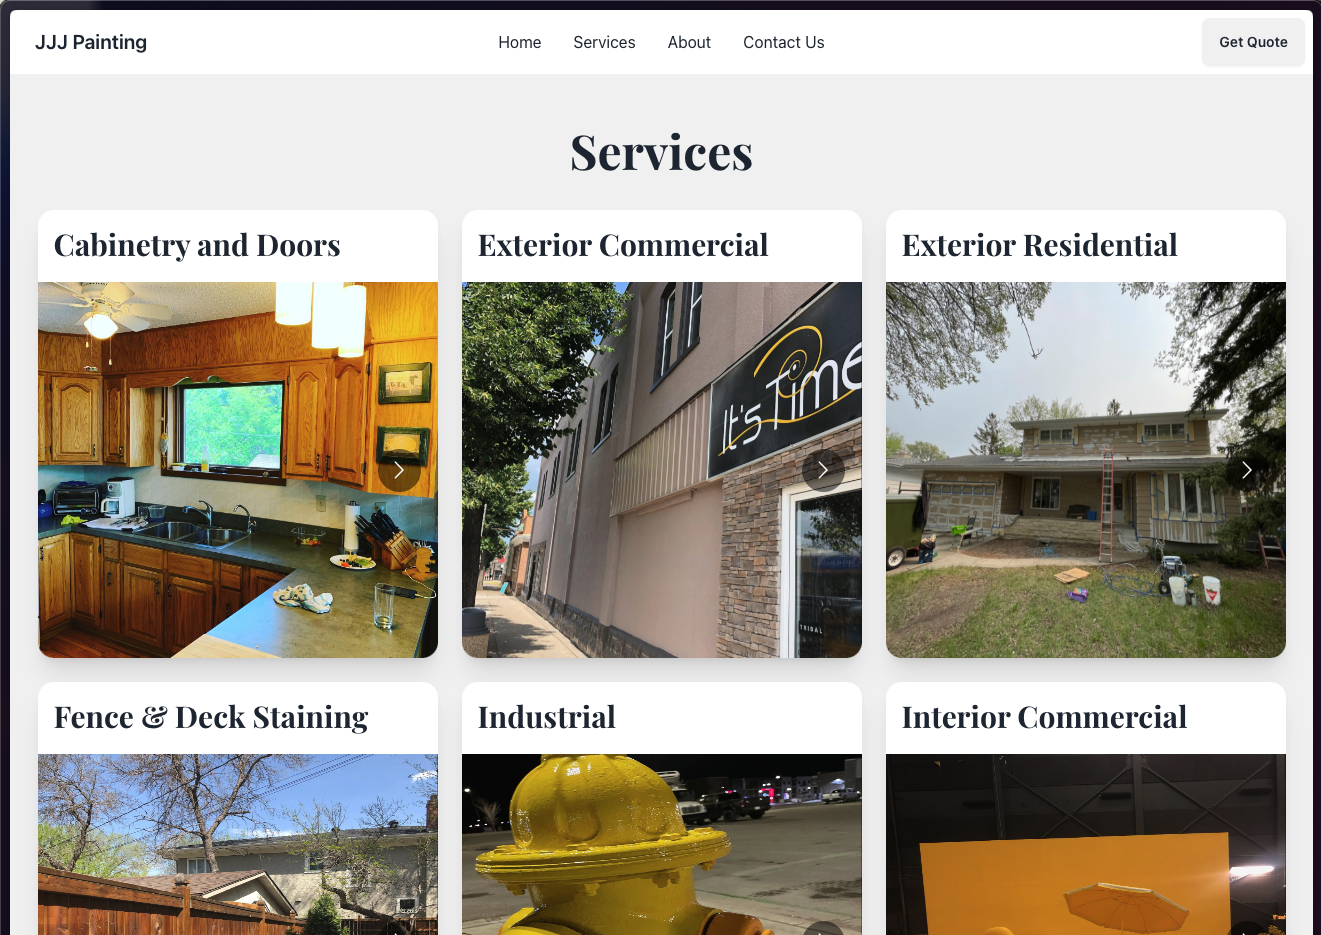 JJJ Painting
Home
Services
About
Contact Us
Get Quote
Services
Cabinetry and Doors
Exterior Commercial
Exterior Residential
It's Time
TRIBAL
Fence & Deck Staining
Industrial
Interior Commercial